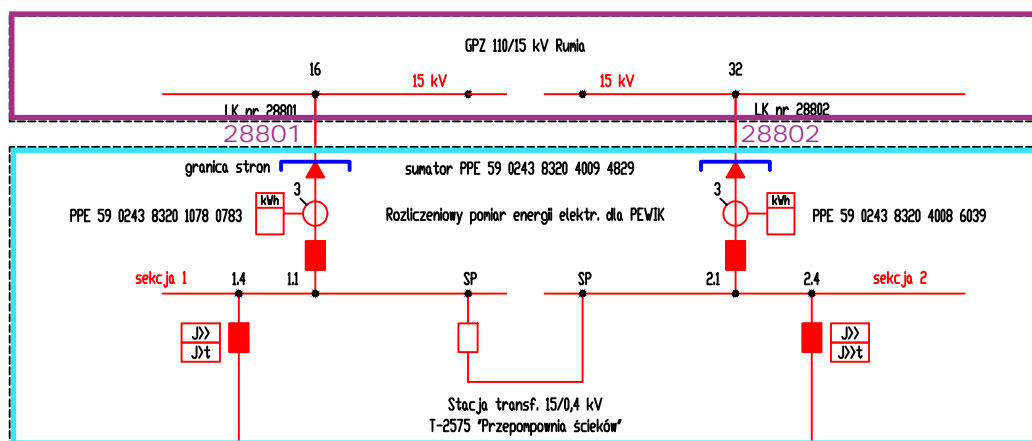 GPZ 110/15 kV Rumia
16
15 kV
15 kV
32
LK nr 28801
LK nr 28802
28801
28802
granica stron
sumator PPE 59 0243 8320 4009 4829
3
kWh
PPE 59 0243 8320 1078 0783
Rozliczeniowy pomiar energii elektr. dla PEWIK
3
kWh
PPE 59 0243 8320 4008 6039
sekcja 1
1.4
1.1
SP
SP
2.1
2.4
sekcja 2
J>>
J>t
J>>
J>>t
Stacja transf. 15/0,4 kV
T-2575 "Przepompownia ścieków"